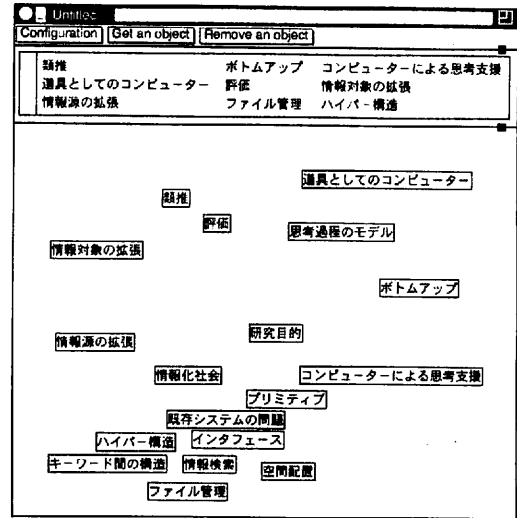 Untitled
Configuration Get an object Remove an object
類推 ボトムアップ コンピューターによる思考支援
道具としてのコンピューター 評価 情報対象の拡張
情報源の拡張 ファイル管理 ハイパー構造
道具としてのコンピューター
類推
評価
思考過程のモデル
情報対象の拡張
ボトムアップ
研究目的
情報源の拡張
情報化社会 コンピューターによる思考支援
プリミティブ
既存システムの問題
ハイパー構造 インタフェース
キーワード間の構造 情報検索 空間配置
ファイル管理